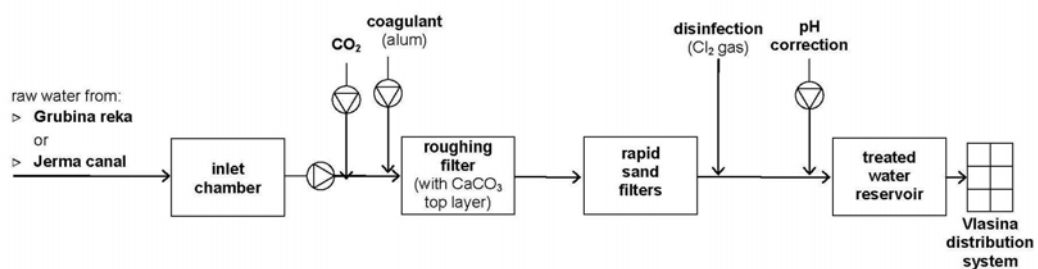 coagulant
(alum)
CO₂
disinfection
(Cl₂ gas)
pH
correction
raw water from:
▷ Grubina reka
or
▷ Jerma canal
inlet
chamber
roughing
filter
(with CaCO₃
top layer)
rapid
sand
filters
treated
water
reservoir
Vlasina
distribution
system